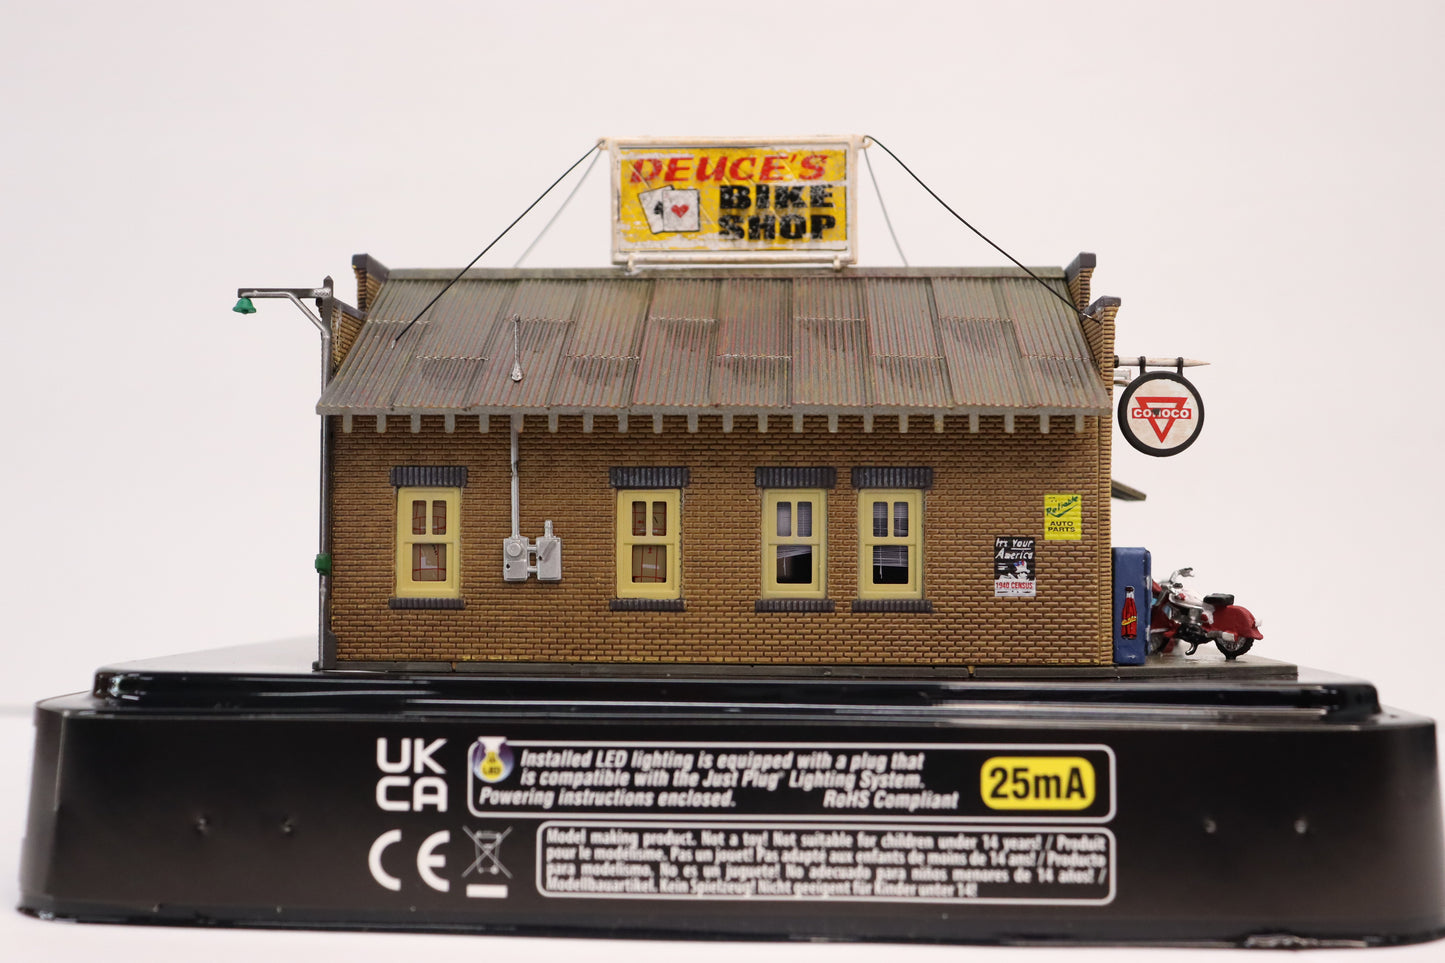 DEUCE'S
BIKE
SHOP
CONOCO
Reliable
AUTO
PARTS
It's Your
America
1940 CENSUS
UK
CA
LED
Installed LED lighting is equipped with a plug that
is compatible with the Just Plug® Lighting System.
Powering instructions enclosed. RoHS Compliant
25mA
CE
Model making product. Not a toy! Not suitable for children under 14 years! / Produit
pour le modélisme. Pas un jouet! Pas adapté aux enfants de moins de 14 ans! / Producto
para modelismo. No es un juguete! No adecuado para niños menores de 14 años! /
Modellbauartikel. Kein Spielzeug! Nicht geeignet für Kinder unter 14!